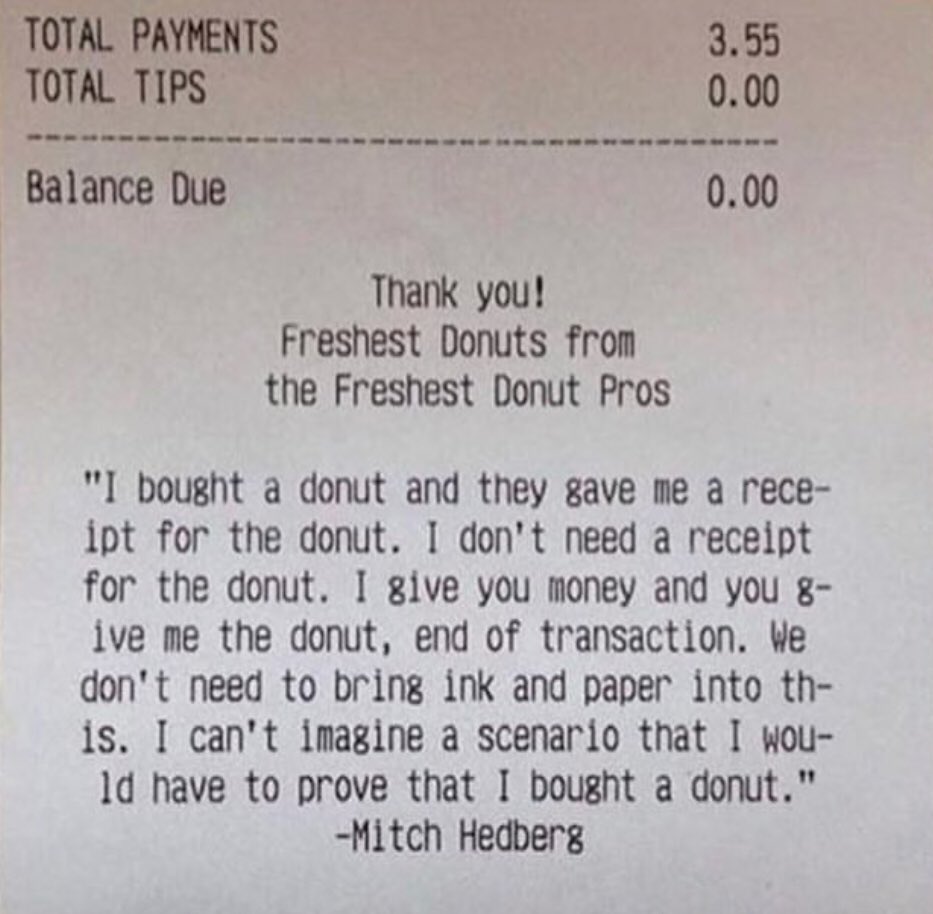 TOTAL PAYMENTS 3.55
TOTAL TIPS 0.00
--------------------------------------------
Balance Due 0.00
Thank you!
Freshest Donuts from
the Freshest Donut Pros
"I bought a donut and they gave me a rece-
ipt for the donut. I don't need a receipt
for the donut. I give you money and you g-
ive me the donut, end of transaction. We
don't need to bring ink and paper into th-
is. I can't imagine a scenario that I wou-
ld have to prove that I bought a donut."
-Mitch Hedberg